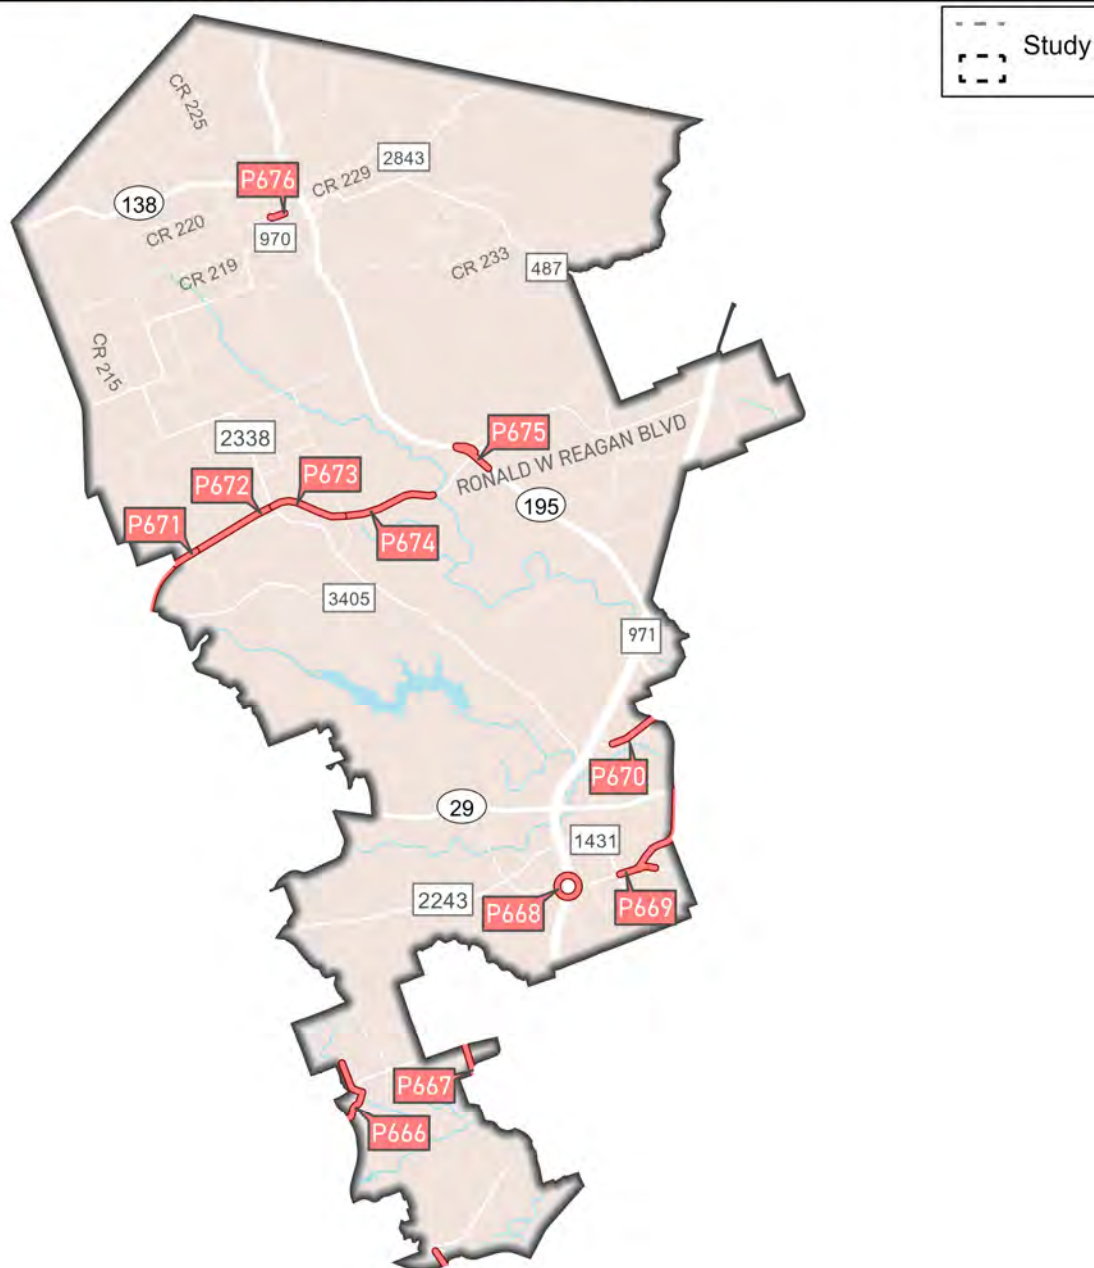 Study
CR 225
2843
P676
CR 229
138
CR 220
970
CR 219
CR 233
487
CR 215
P675
2338
RONALD W REAGAN BLVD
P673
P672
195
P671
P674
3405
971
P670
29
1431
2243
P668
P669
P667
P666